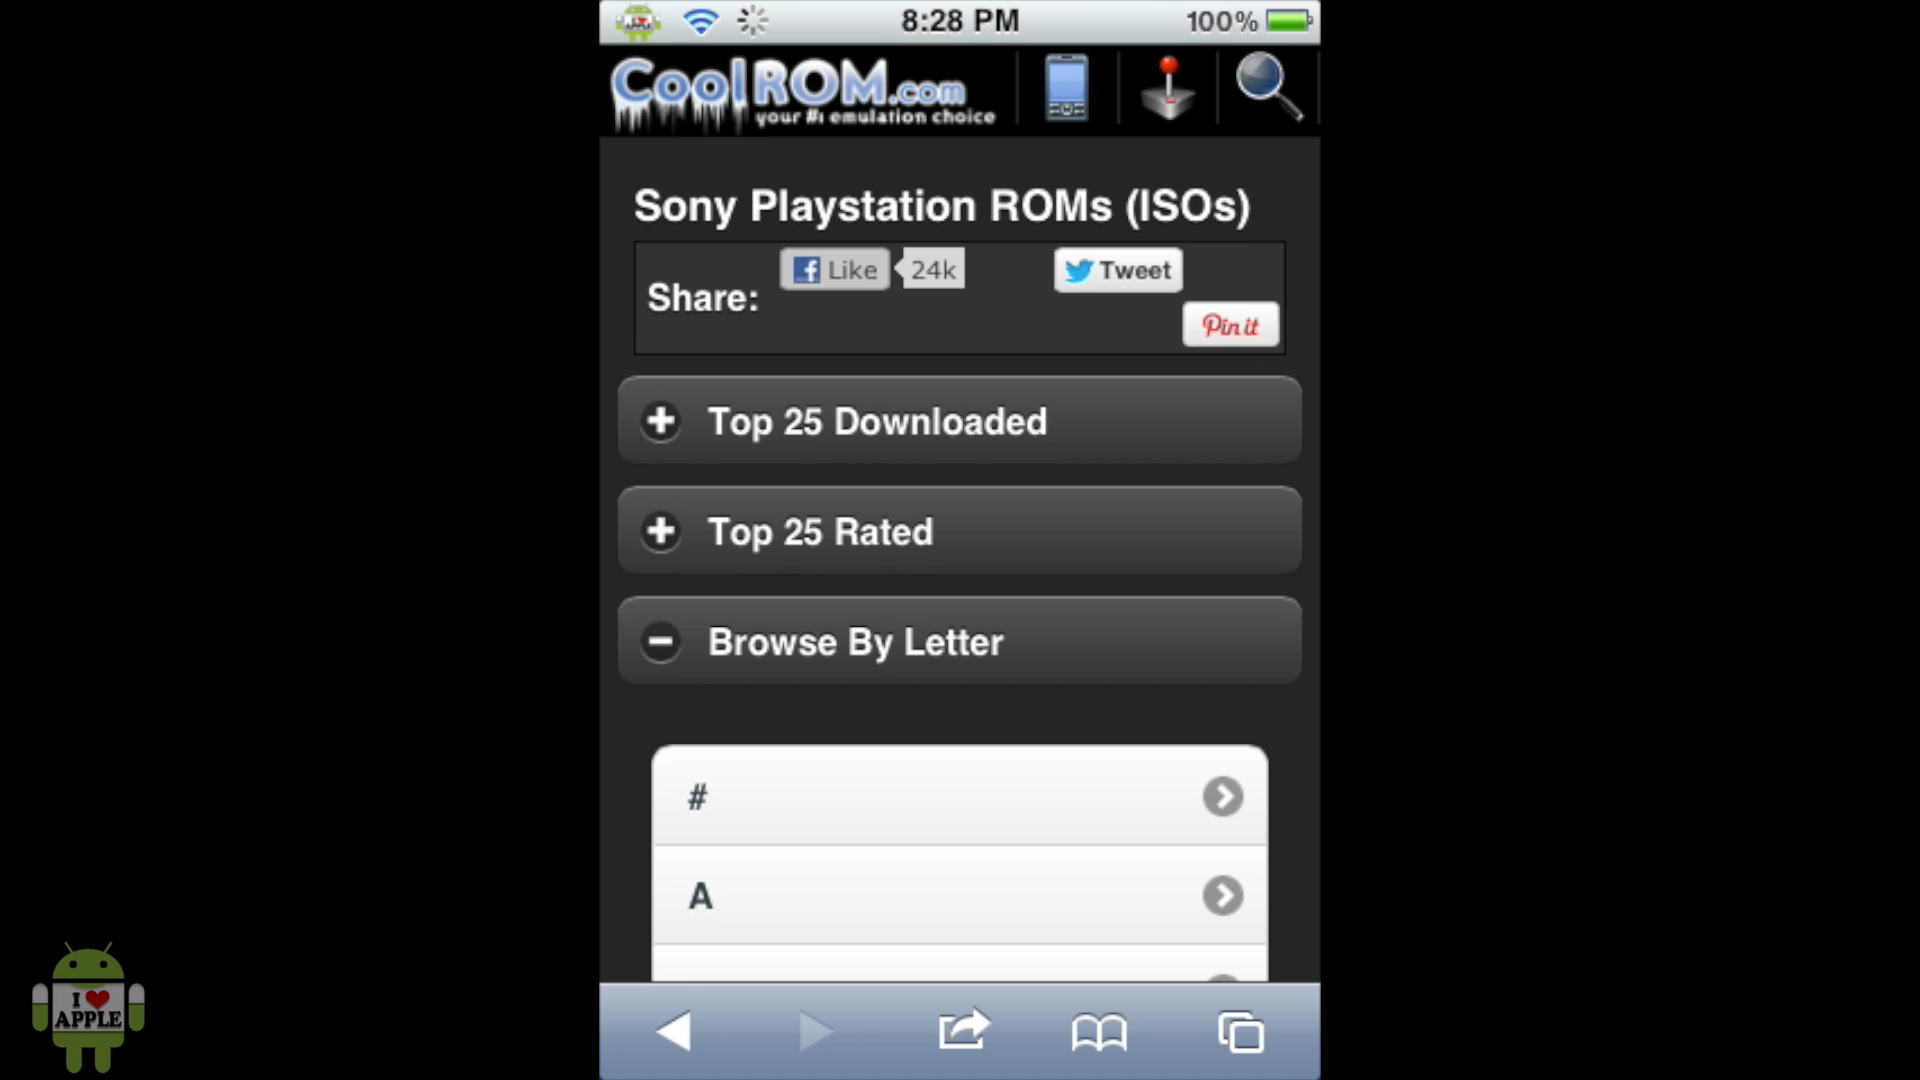 8:28 PM
100%
CoolROM.com
your #1 emulation choice
Sony Playstation ROMs (ISOs)
Share:
Like
24k
Tweet
Pin it
Top 25 Downloaded
Top 25 Rated
Browse By Letter
#
A
I ❤
APPLE